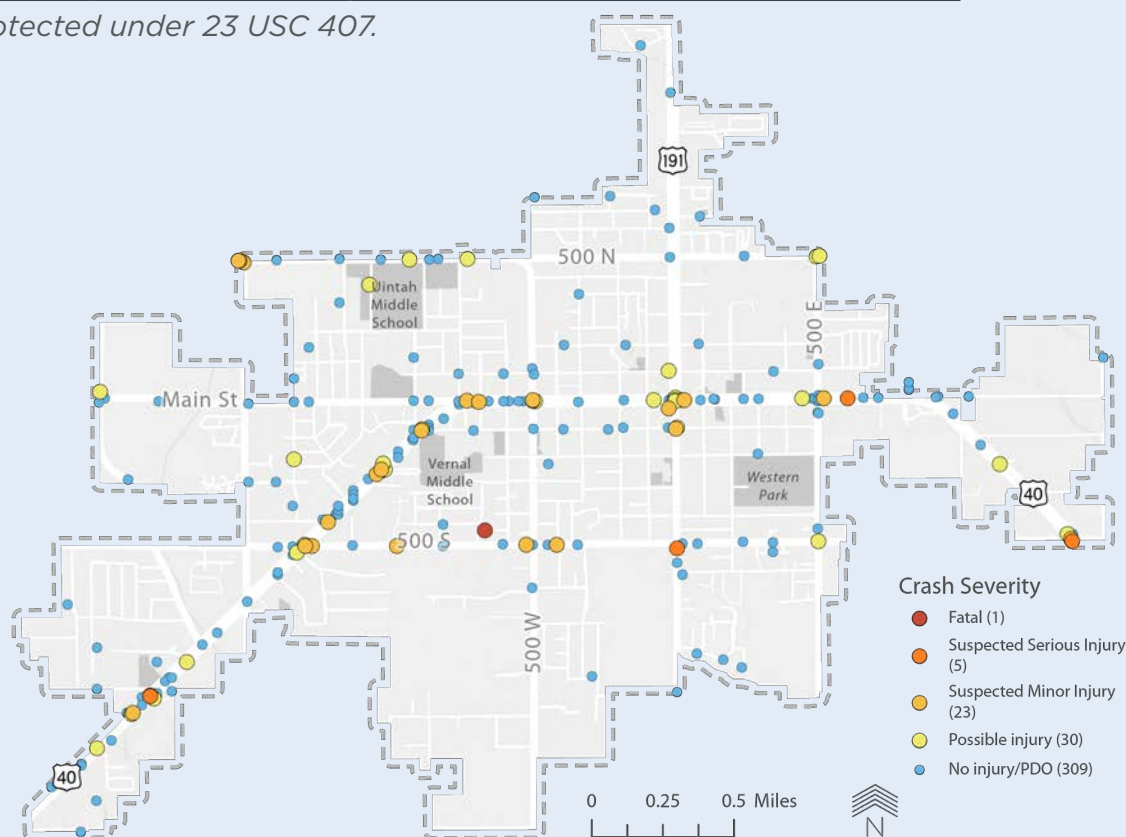 otected under 23 USC 407.
191
500 N
Uintah
Middle
School
500 E
Main St
Vernal
Middle
School
Western
Park
40
500 S
500 W
40
Crash Severity
Fatal (1)
Suspected Serious Injury
(5)
Suspected Minor Injury
(23)
Possible injury (30)
No injury/PDO (309)
0 0.25 0.5 Miles
N